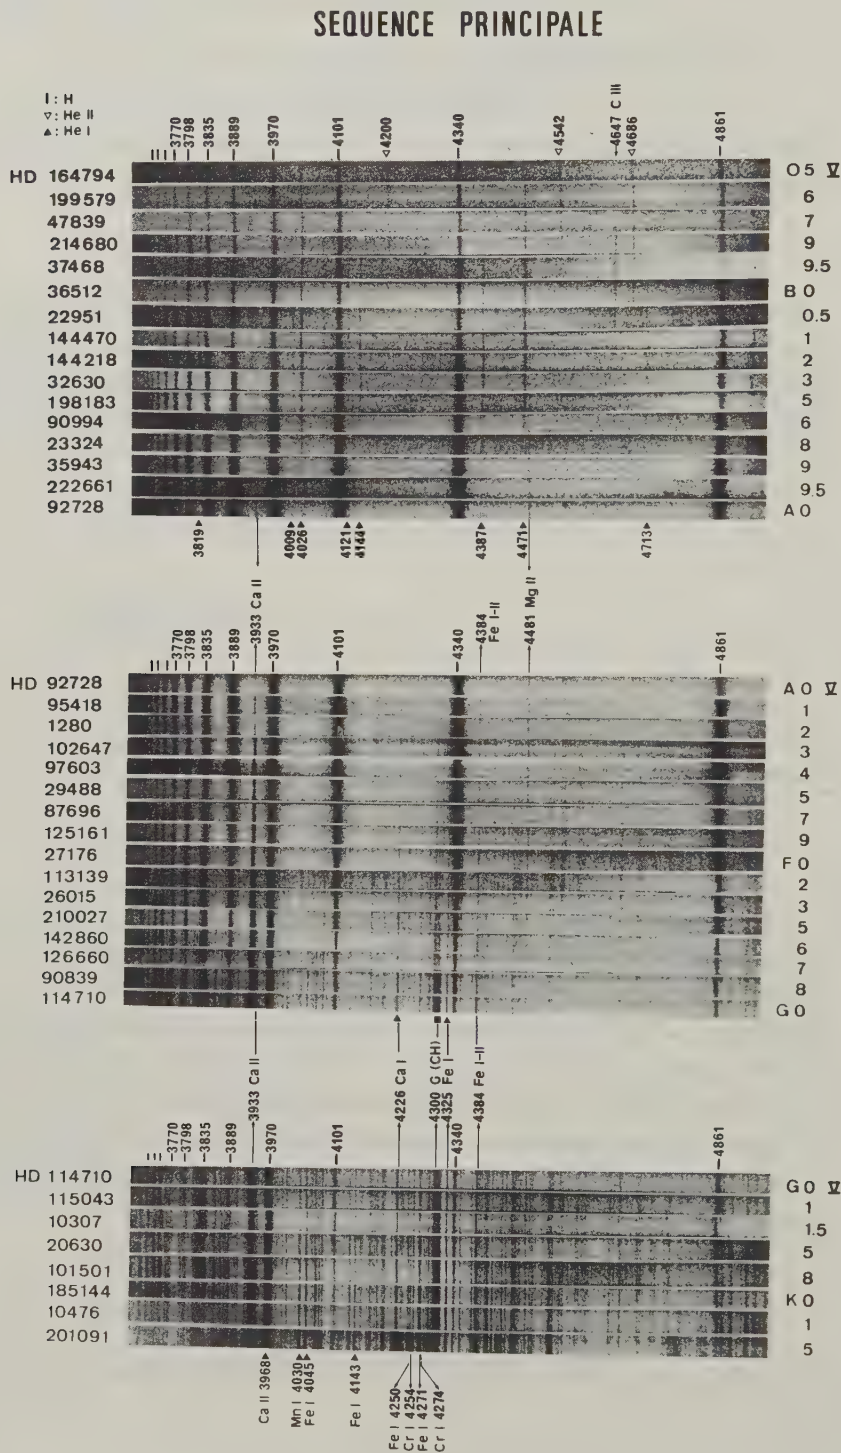 SEQUENCE PRINCIPALE
I : H
▿: He II
▲: He I
3770
3798
3835
3889
3970
4101
4200
4340
4542
4647 C III
4686
4861
HD 164794 O5 V
199579 6
47839 7
214680 9
37468 9.5
36512 B0
22951 0.5
144470 1
144218 2
32630 3
198183 5
90994 6
23324 8
35943 9
222661 9.5
92728 A0
3819
4009
4026
4121
4144
4387
4471
4713
3770
3798
3835
3889
3933 Ca II
3970
4101
4340
4384
Fe I-II
4481 Mg II
4861
HD 92728 A0 V
95418 1
1280 2
102647 3
97603 4
29488 5
87696 7
125161 9
27176 F0
113139 2
26015 3
210027 5
142860 6
126660 7
90839 8
114710 G0
3933 Ca II
4226 Ca I
4300 G (CH)
4325 Fe I
4384 Fe I-II
3770
3798
3835
3889
3970
4101
4340
4861
HD 114710 G0 V
115043 1
10307 1.5
20630 5
101501 8
185144 K0
10476 1
201091 5
Ca II 3968
Mn I 4030
Fe I 4045
Fe I 4143
Fe I 4250
Cr I 4254
Fe I 4271
Cr I 4274